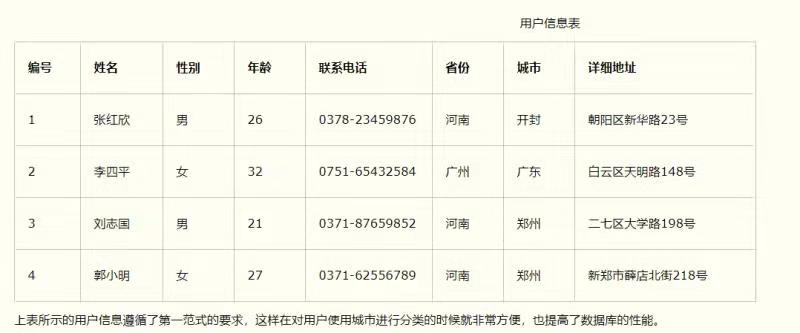 用户信息表
编号 姓名 性别 年龄 联系电话 省份 城市 详细地址
1 张红欣 男 26 0378-23459876 河南 开封 朝阳区新华路23号
2 李四平 女 32 0751-65432584 广州 广东 白云区天明路148号
3 刘志国 男 21 0371-87659852 河南 郑州 二七区大学路198号
4 郭小明 女 27 0371-62556789 河南 郑州 新郑市薛店北街218号
上表所示的用户信息遵循了第一范式的要求，这样在对用户使用城市进行分类的时候就非常方便，也提高了数据库的性能。